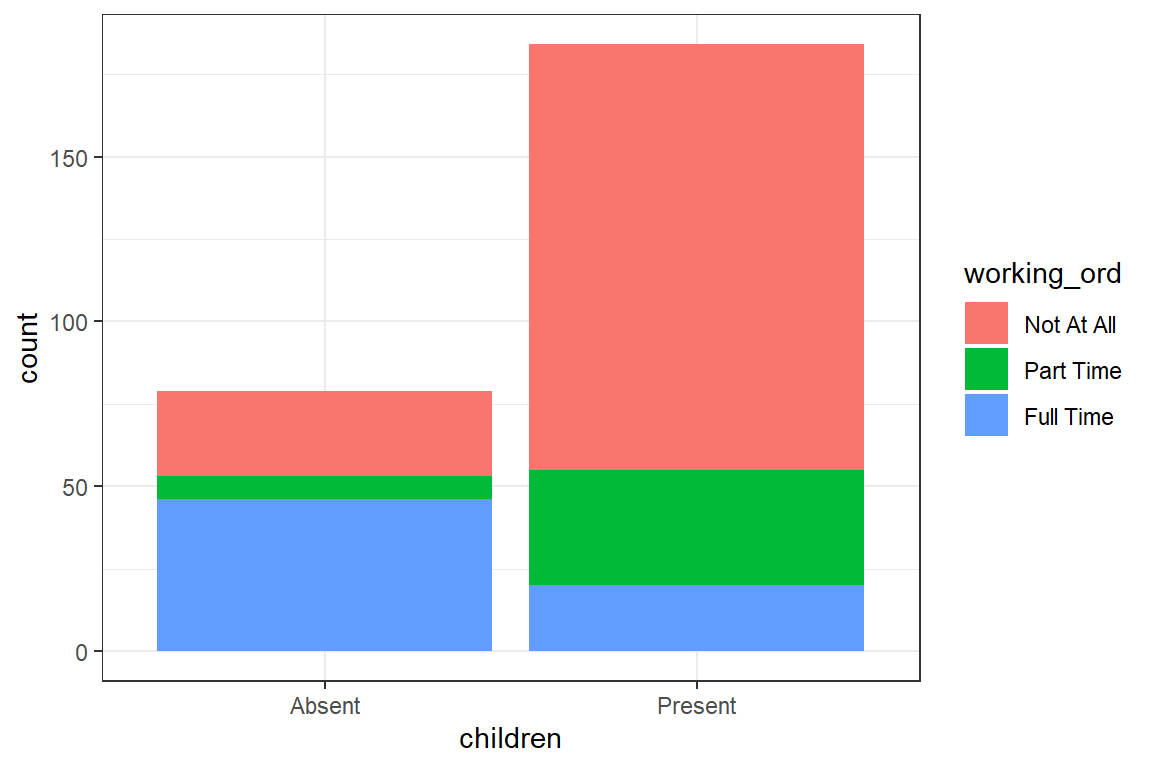 150
100
50
0
count
Absent
Present
children
working_ord
Not At All
Part Time
Full Time